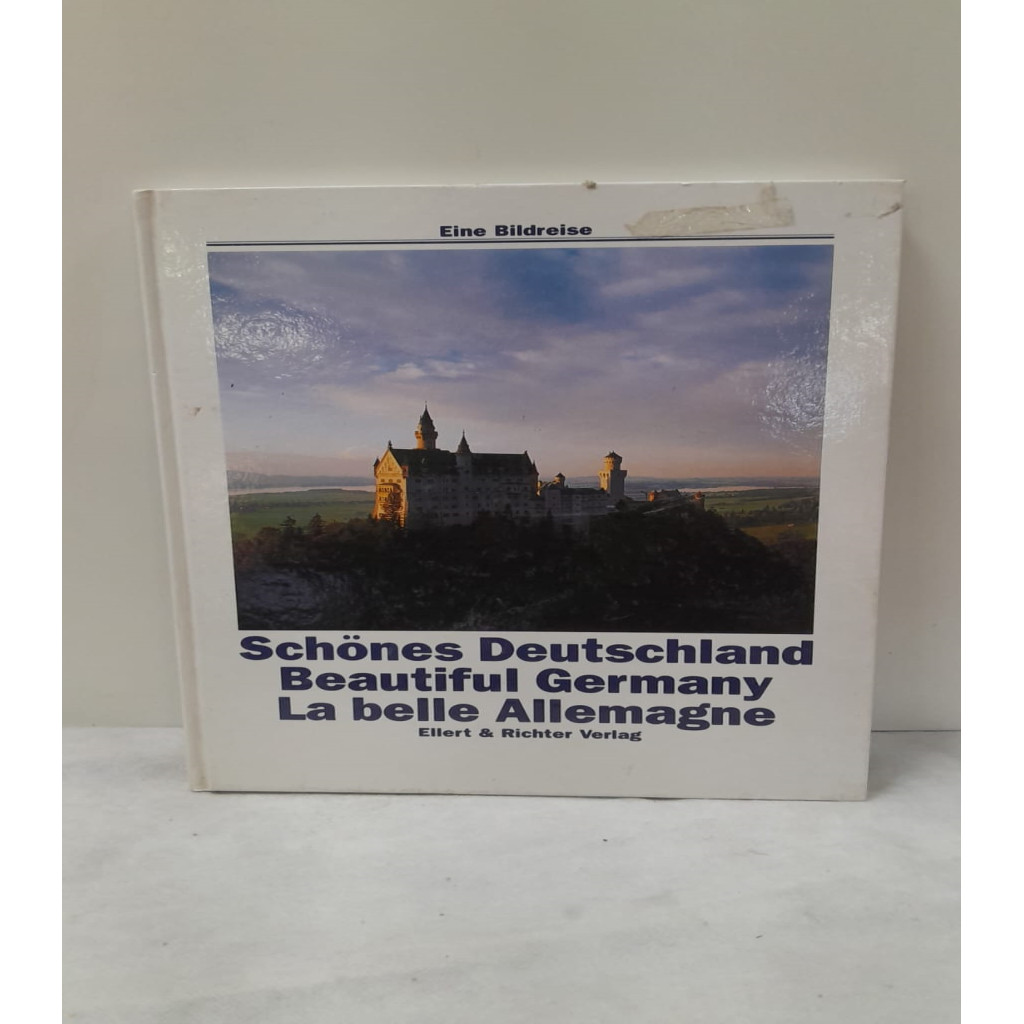 Eine Bildreise
Schönes Deutschland
Beautiful Germany
La belle Allemagne
Ellert & Richter Verlag